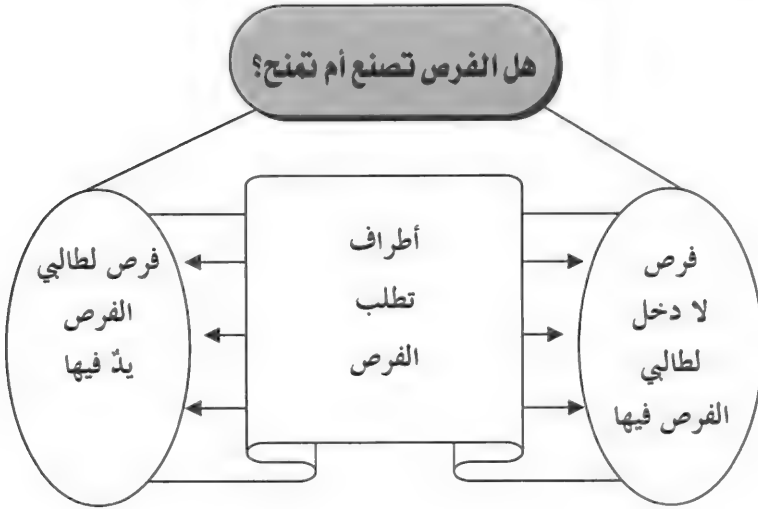 هل الفرص تصنع أم تمنح؟
فرص
لا دخل
لطالبي
الفرص فيها
أطراف
تطلب
الفرص
فرص لطالبي
الفرص
يدٌ فيها